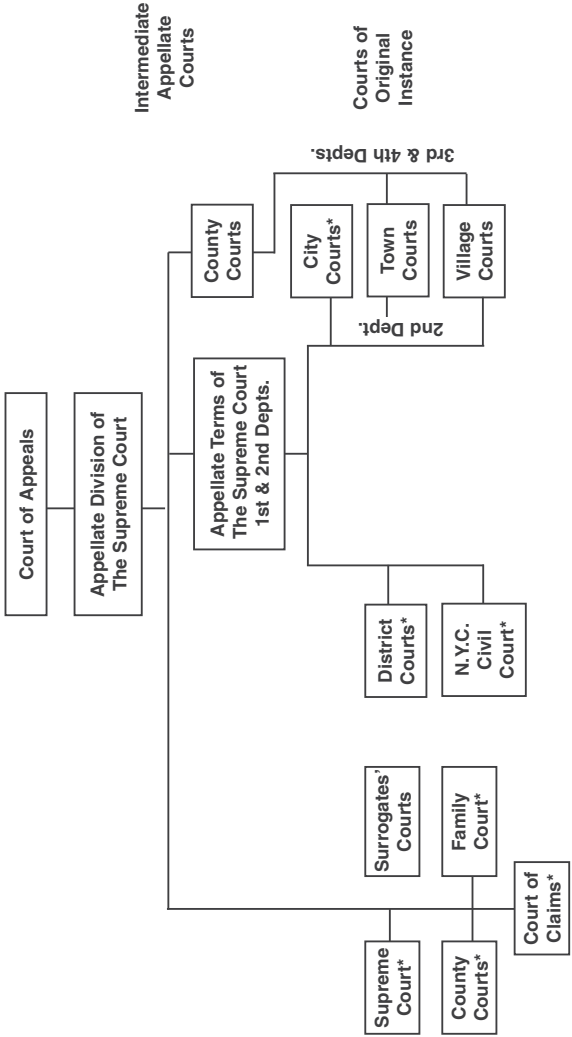 Court of Appeals
Appellate Division of
The Supreme Court
Intermediate
Appellate
Courts
Appellate Terms of
The Supreme Court
1st & 2nd Depts.
County
Courts
Courts of
Original
Instance
Supreme
Court*
County
Courts*
Surrogates'
Courts
Family
Court*
Court of
Claims*
District
Courts*
N.Y.C.
Civil
Court*
2nd Dept.
City
Courts*
Town
Courts
Village
Courts
3rd & 4th Depts.